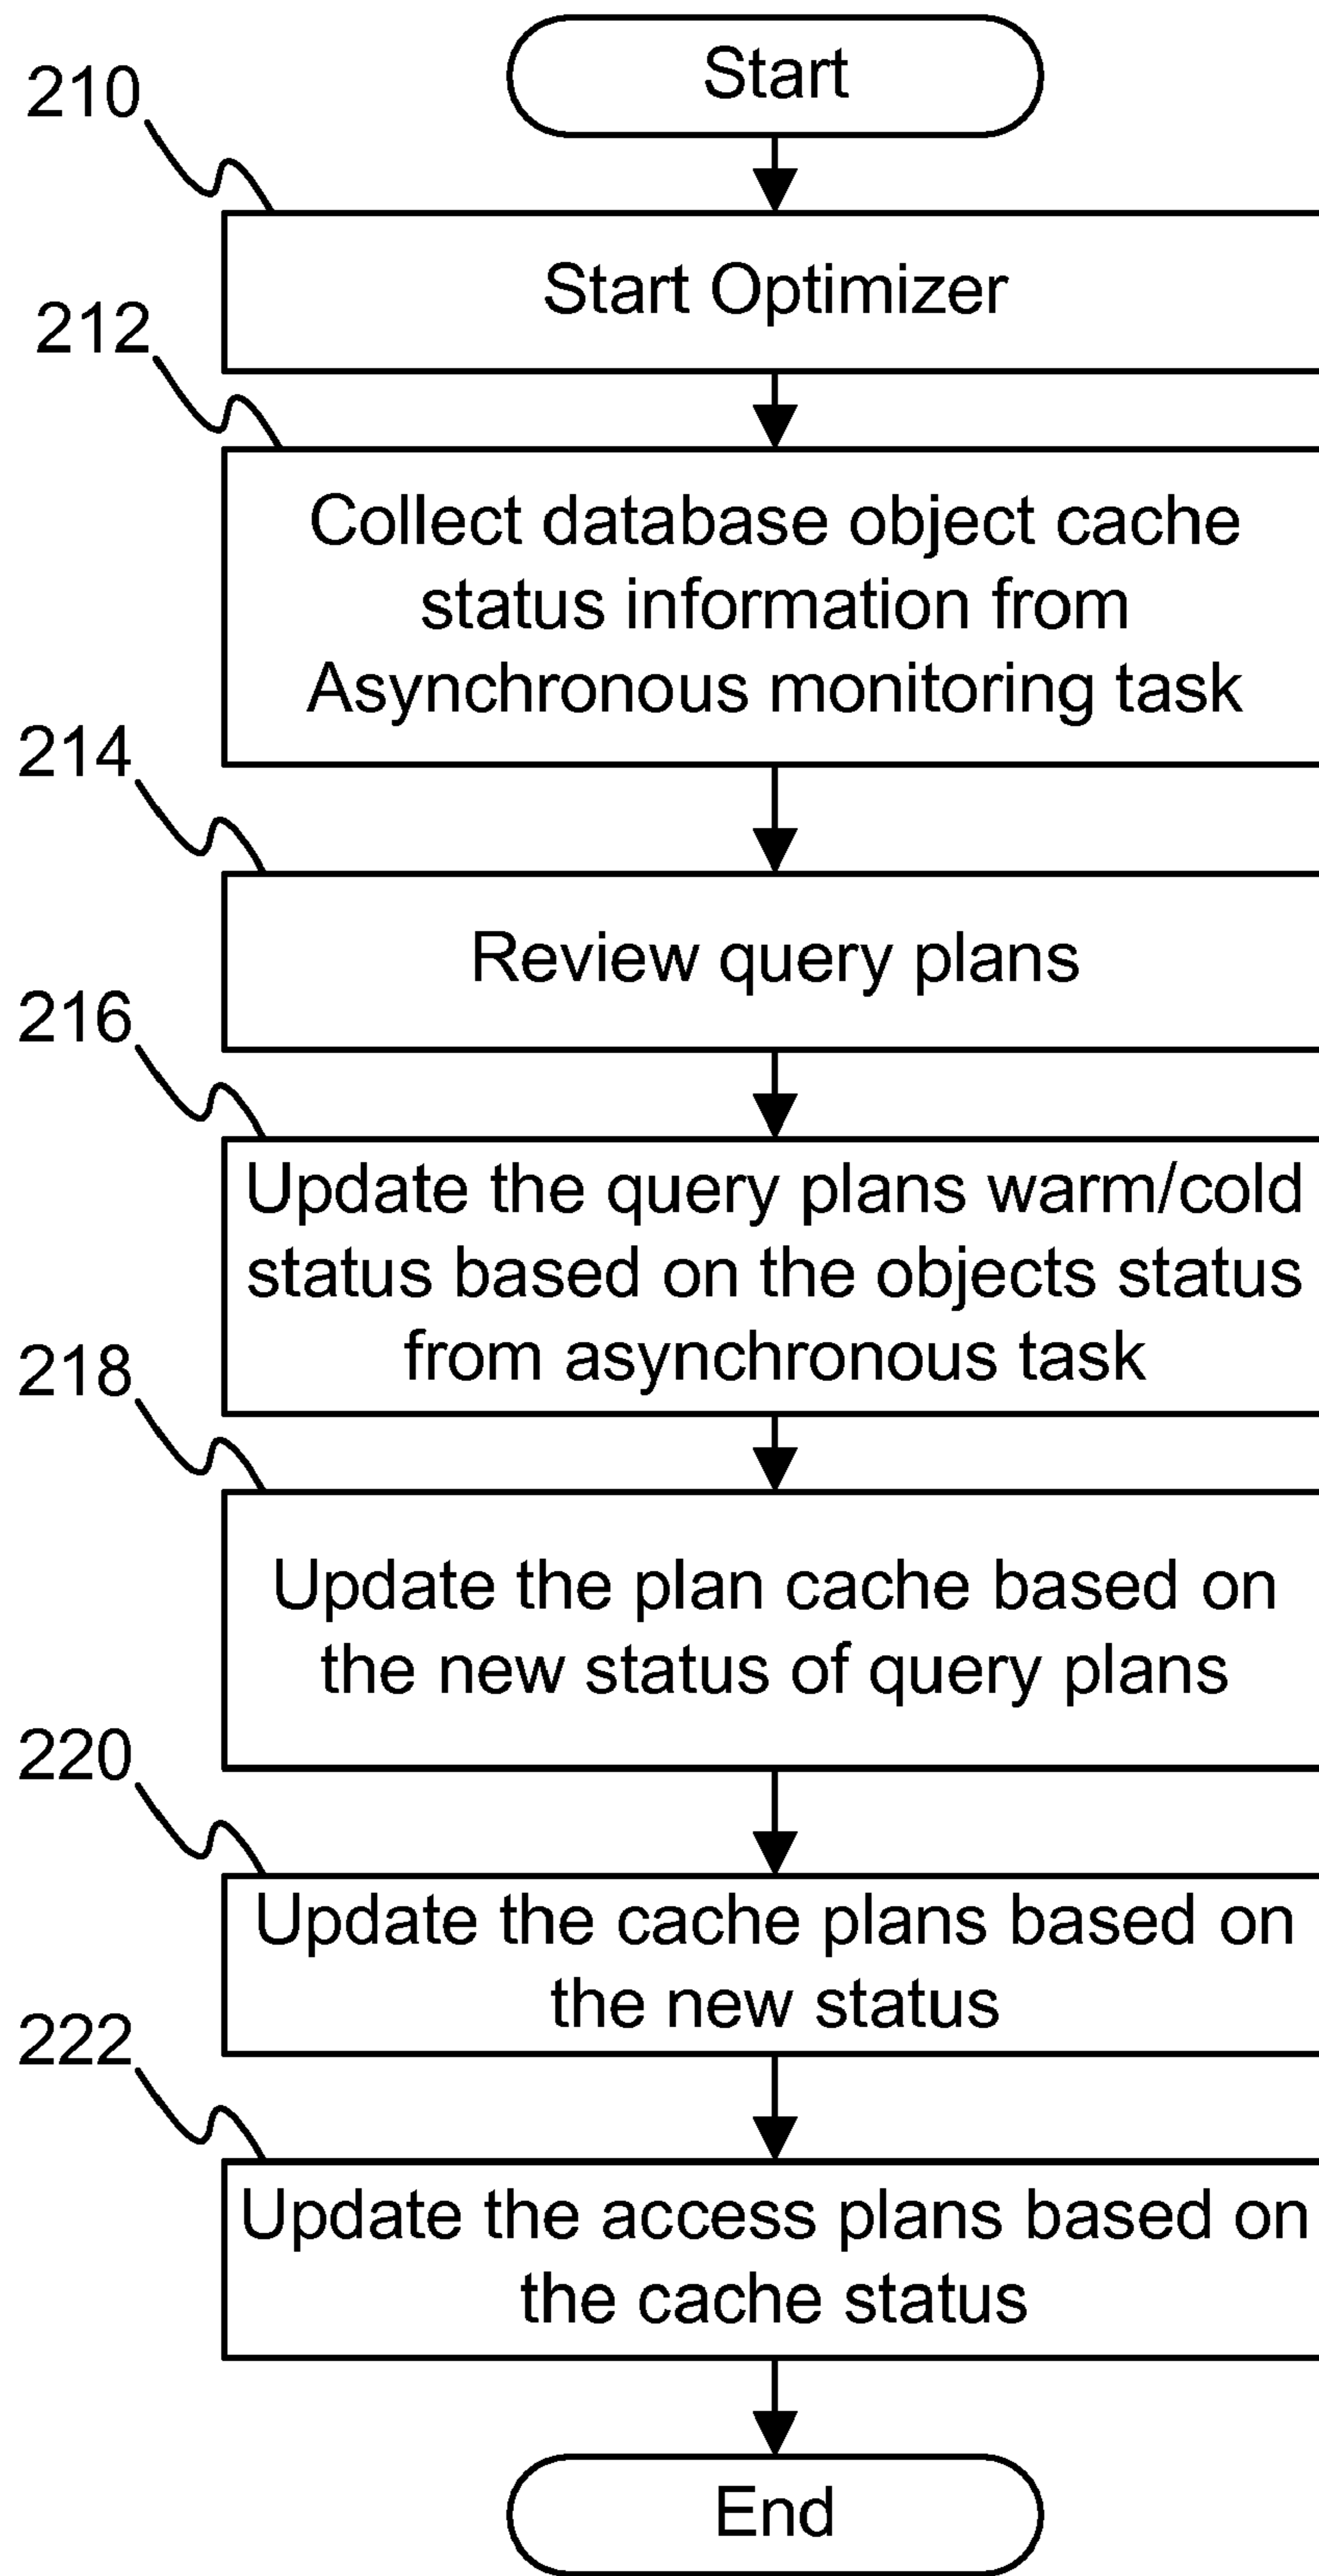 Start
210
Start Optimizer
212
Collect database object cache
status information from
Asynchronous monitoring task
214
Review query plans
216
Update the query plans warm/cold
status based on the objects status
from asynchronous task
218
Update the plan cache based on
the new status of query plans
220
Update the cache plans based on
the new status
222
Update the access plans based on
the cache status
End